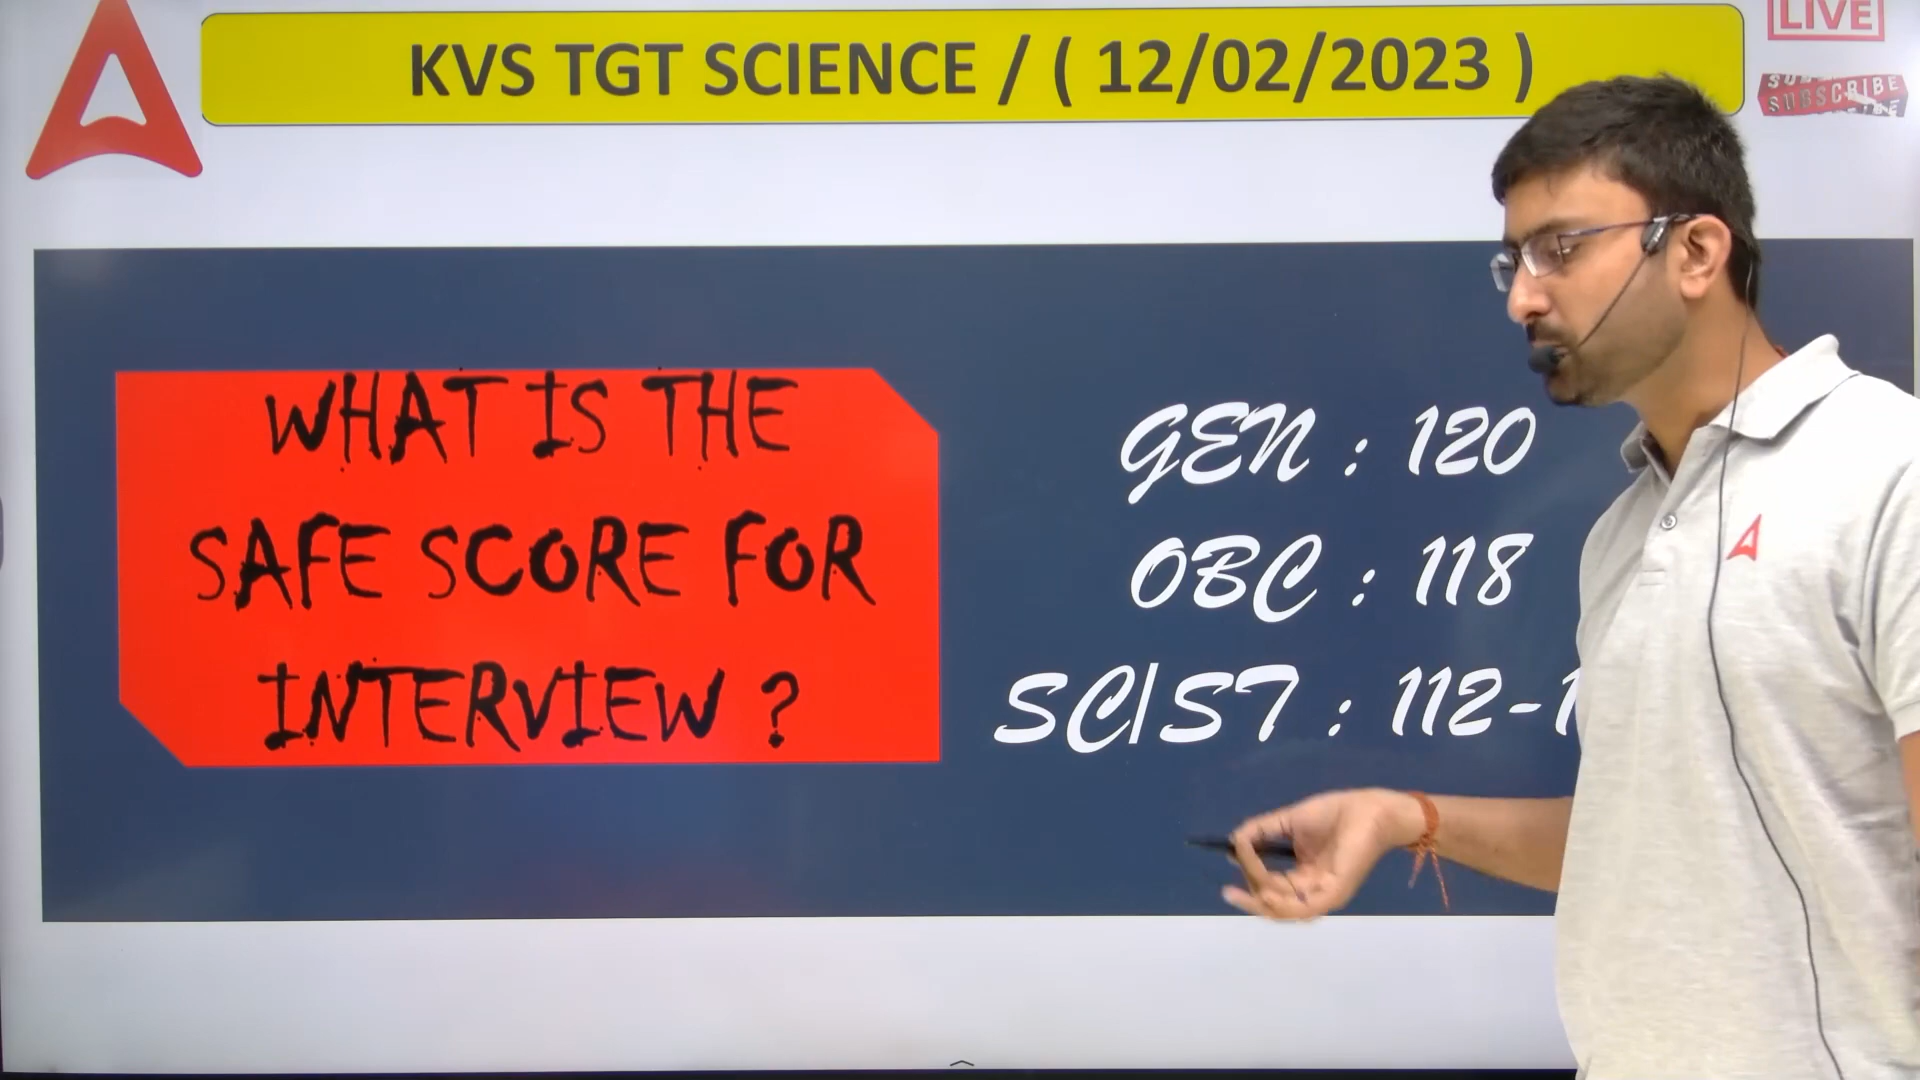 KVS TGT SCIENCE / ( 12/02/2023 )
LIVE
SUBSCRIBE
WHAT IS THE
SAFE SCORE FOR
INTERVIEW ?
GEN : 120
OBC : 118
SC/ST : 112-1